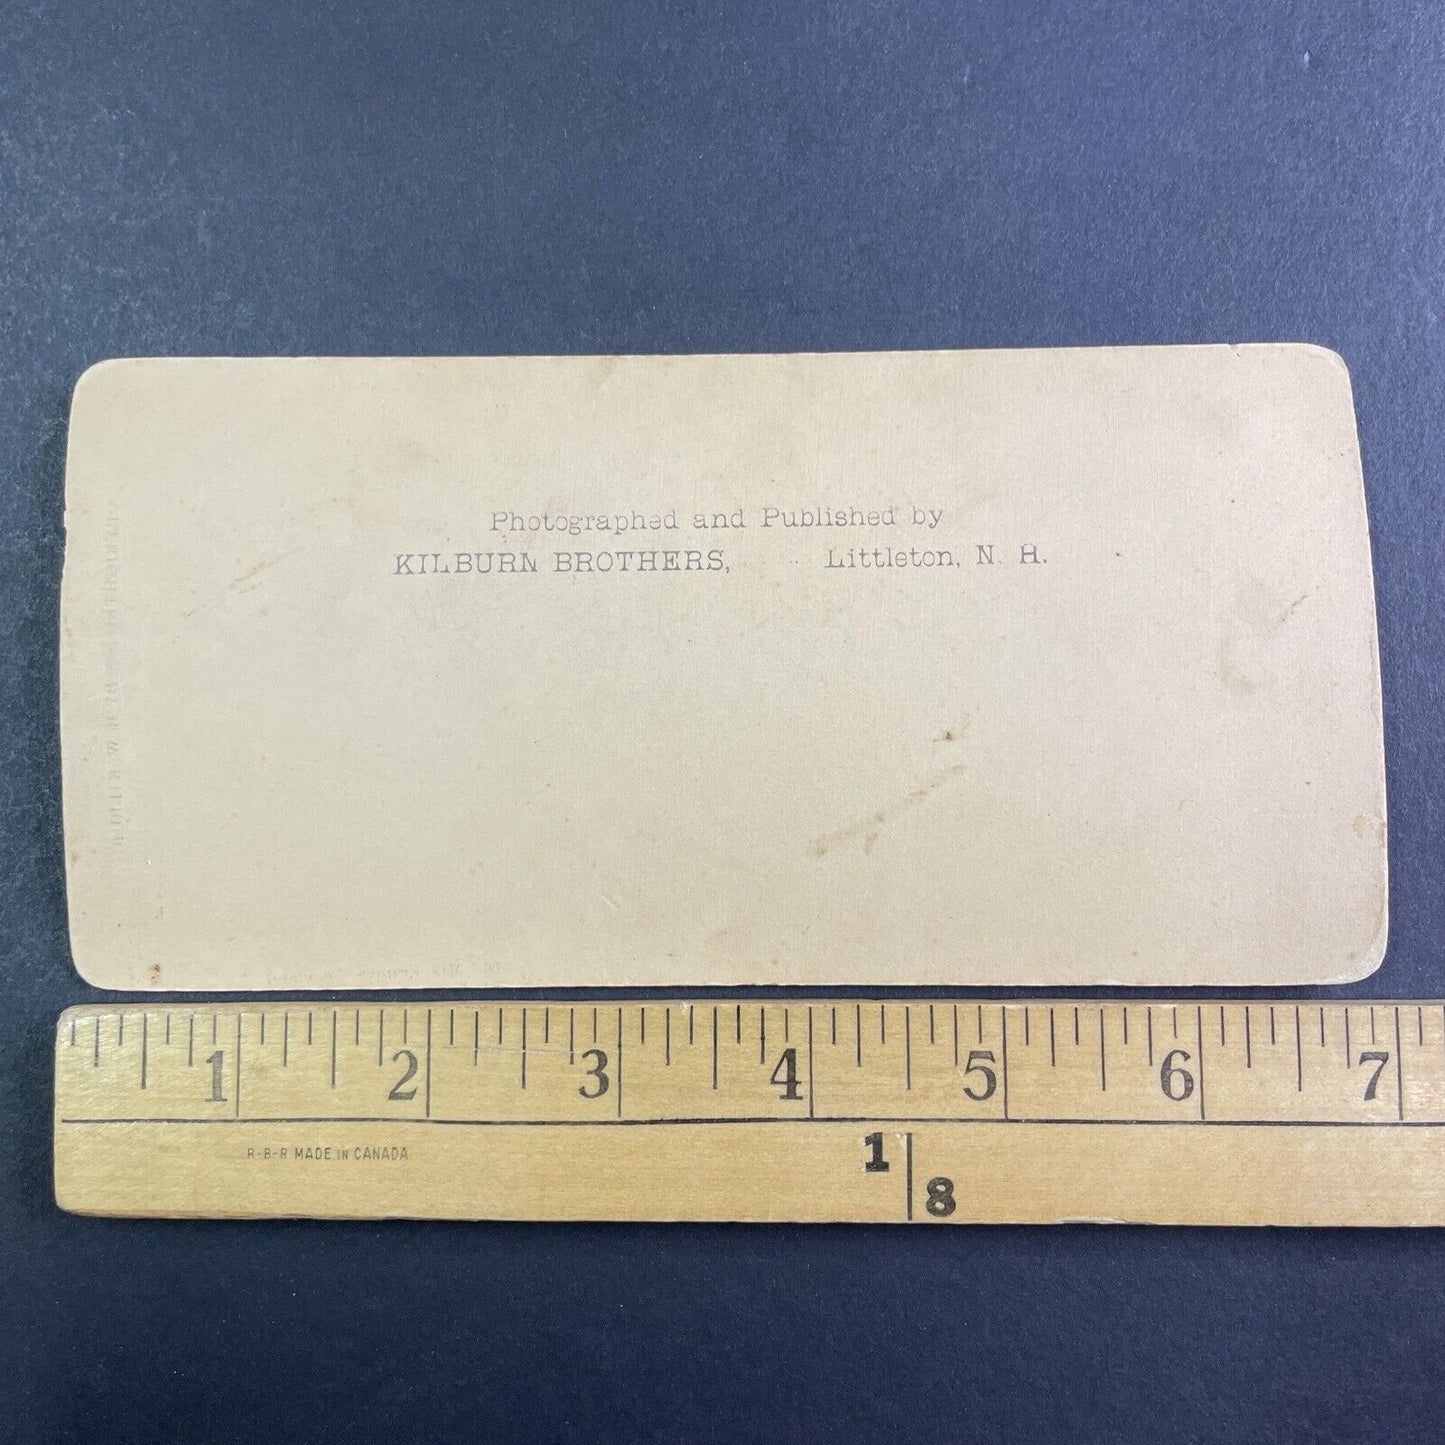 Photographed and Published by
KILBURN BROTHERS, Littleton, N. H.
1 2 3 4 5 6 7
R-B-R MADE IN CANADA
1
8